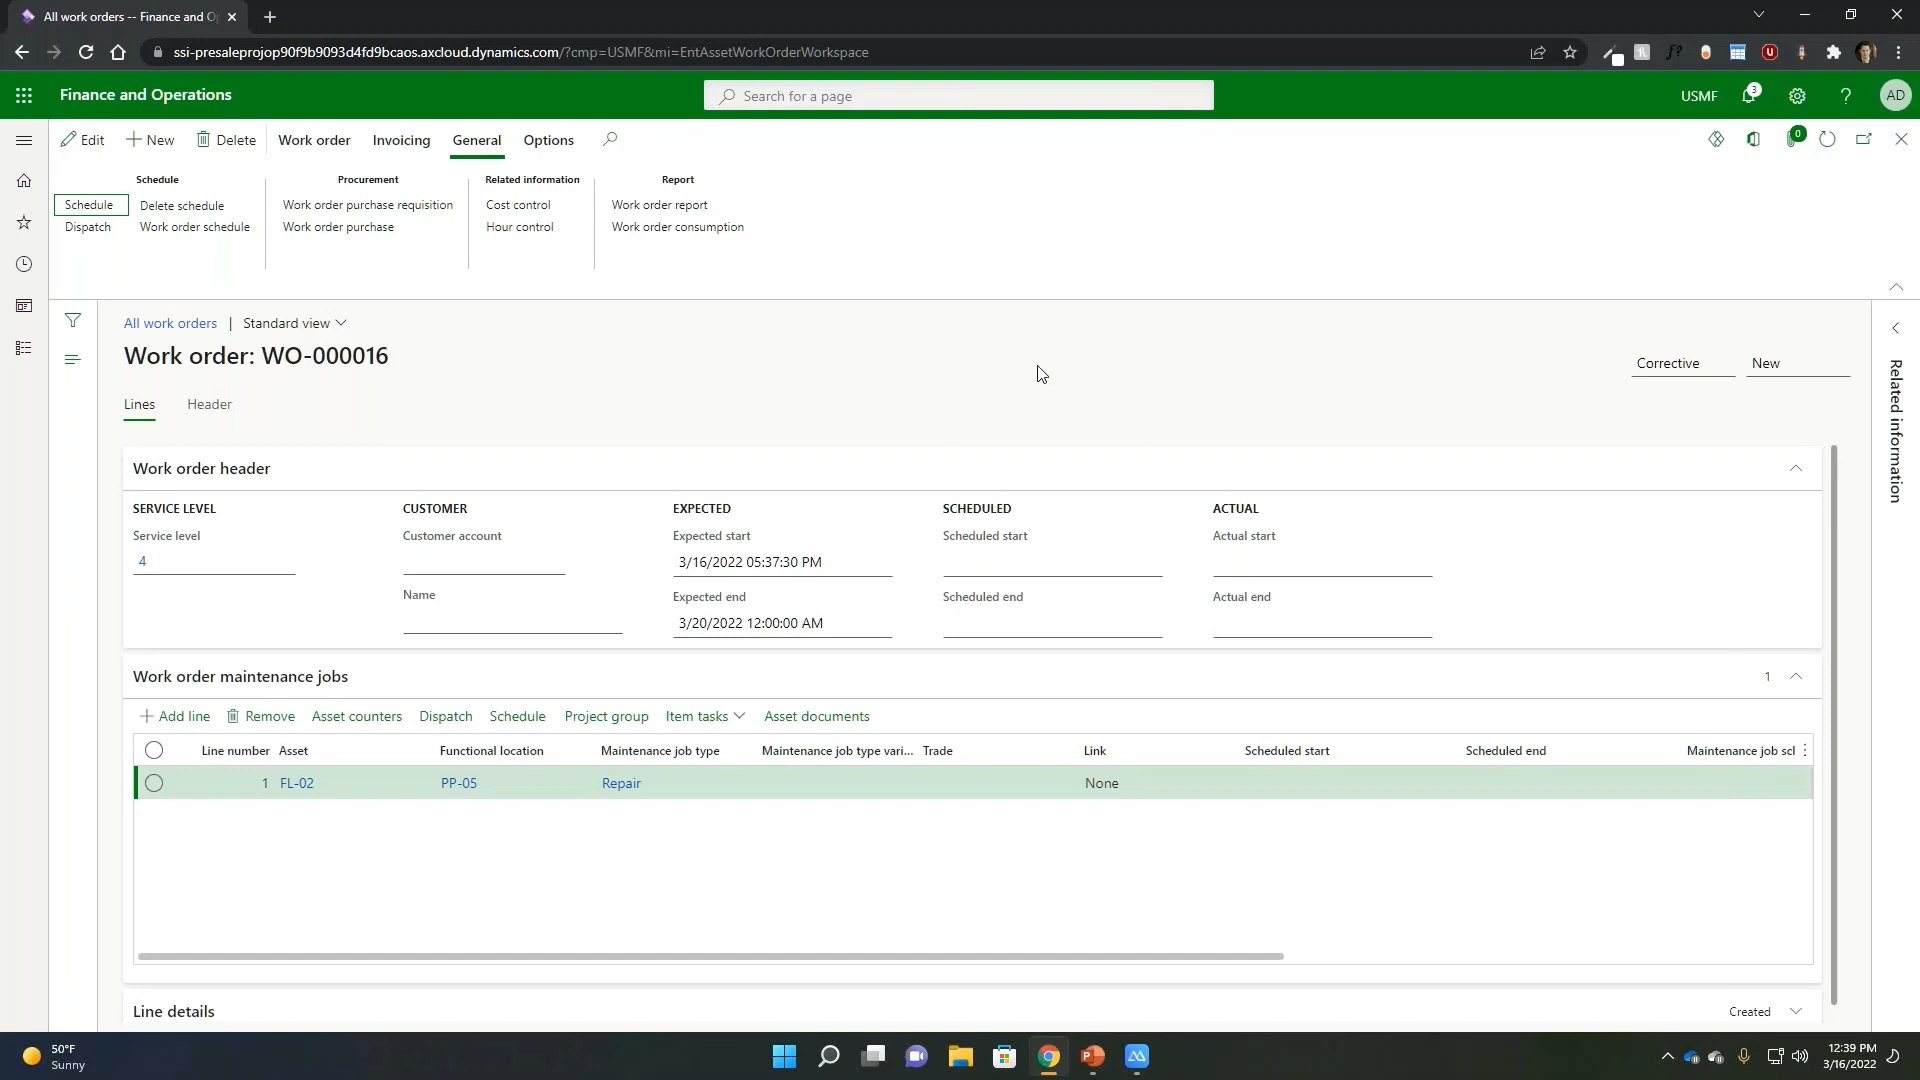 All work orders -- Finance and O
ssi-presaleprojop90f9b9093d4fd9bcaos.axcloud.dynamics.com/?cmp=USMF&mi=EntAssetWorkOrderWorkspace
Finance and Operations
Search for a page
USMF
3
?
AD
Edit
New
Delete
Work order
Invoicing
General
Options
0
Schedule
Procurement
Related information
Report
Schedule
Delete schedule
Work order purchase requisition
Cost control
Work order report
Dispatch
Work order schedule
Work order purchase
Hour control
Work order consumption
All work orders | Standard view
Work order: WO-000016
Corrective
New
Related information
Lines
Header
Work order header
SERVICE LEVEL
CUSTOMER
EXPECTED
SCHEDULED
ACTUAL
Service level
Customer account
Expected start
Scheduled start
Actual start
4
3/16/2022 05:37:30 PM
Name
Expected end
Scheduled end
Actual end
3/20/2022 12:00:00 AM
Work order maintenance jobs
1
Add line
Remove
Asset counters
Dispatch
Schedule
Project group
Item tasks
Asset documents
Line number
Asset
Functional location
Maintenance job type
Maintenance job type vari...
Trade
Link
Scheduled start
Scheduled end
Maintenance job scl
1
FL-02
PP-05
Repair
None
Line details
Created
50°F
Sunny
12:39 PM
3/16/2022